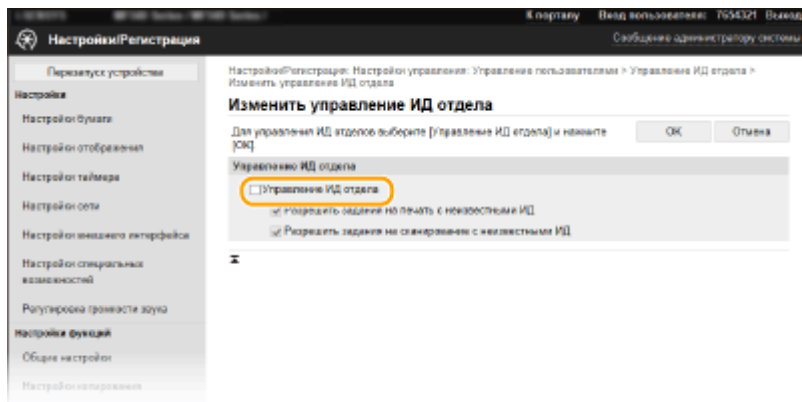 К порталу Вход пользователя: 7654321 Выход
Настройки/Регистрация
Сообщение администратору системы
Перезапуск устройства
Настройки
Настройки бумаги
Настройки отображения
Настройки таймера
Настройки сети
Настройки внешнего интерфейса
Настройки специальных
возможностей
Регулировка громкости звука
Настройки функций
Общие настройки
Настройки копирования
Настройки/Регистрация: Настройки управления: Управление пользователями > Управление ИД отдела >
Изменить управление ИД отдела
Изменить управление ИД отдела
Для управления ИД отделов выберите [Управление ИД отдела] и нажмите
[OK]
OK Отмена
Управление ИД отдела
Управление ИД отдела
Разрешить задания на печать с неизвестными ИД
Разрешить задания на сканирование с неизвестными ИД